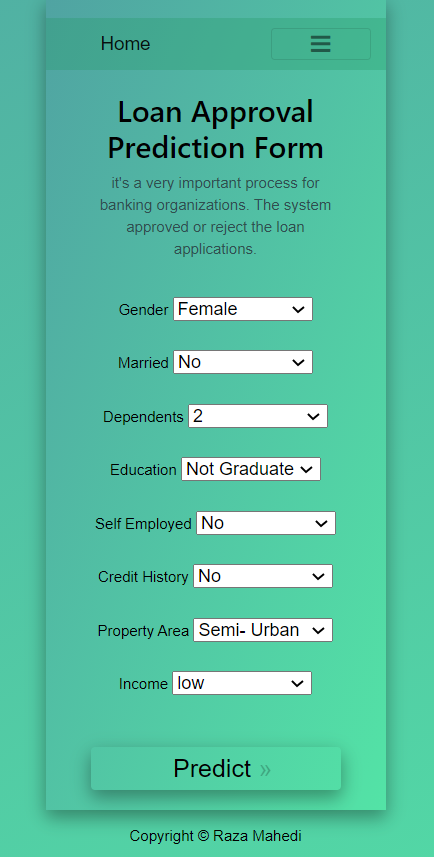 Home
Loan Approval
Prediction Form
it's a very important process for
banking organizations. The system
approved or reject the loan
applications.
Gender Female
Married No
Dependents 2
Education Not Graduate
Self Employed No
Credit History No
Property Area Semi- Urban
Income low
Predict »
Copyright © Raza Mahedi